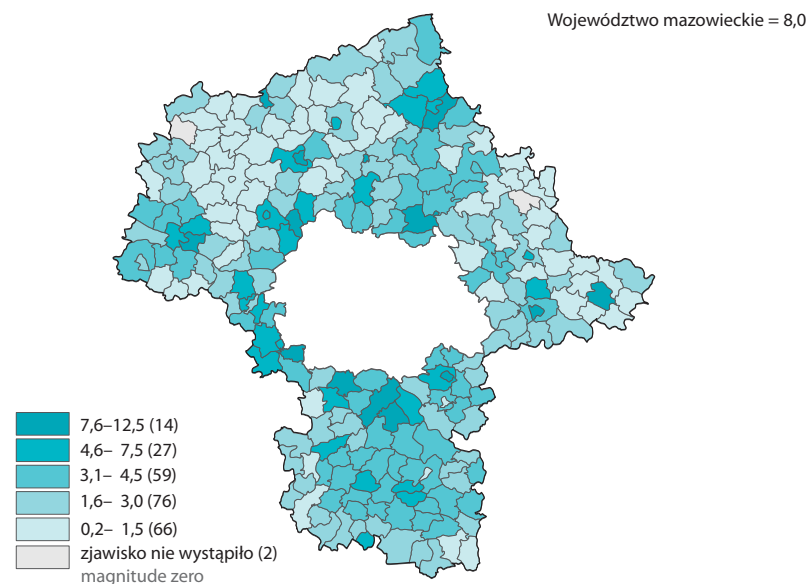 Województwo mazowieckie = 8,0
7,6–12,5 (14)
4,6– 7,5 (27)
3,1– 4,5 (59)
1,6– 3,0 (76)
0,2– 1,5 (66)
zjawisko nie wystąpiło (2)
magnitude zero